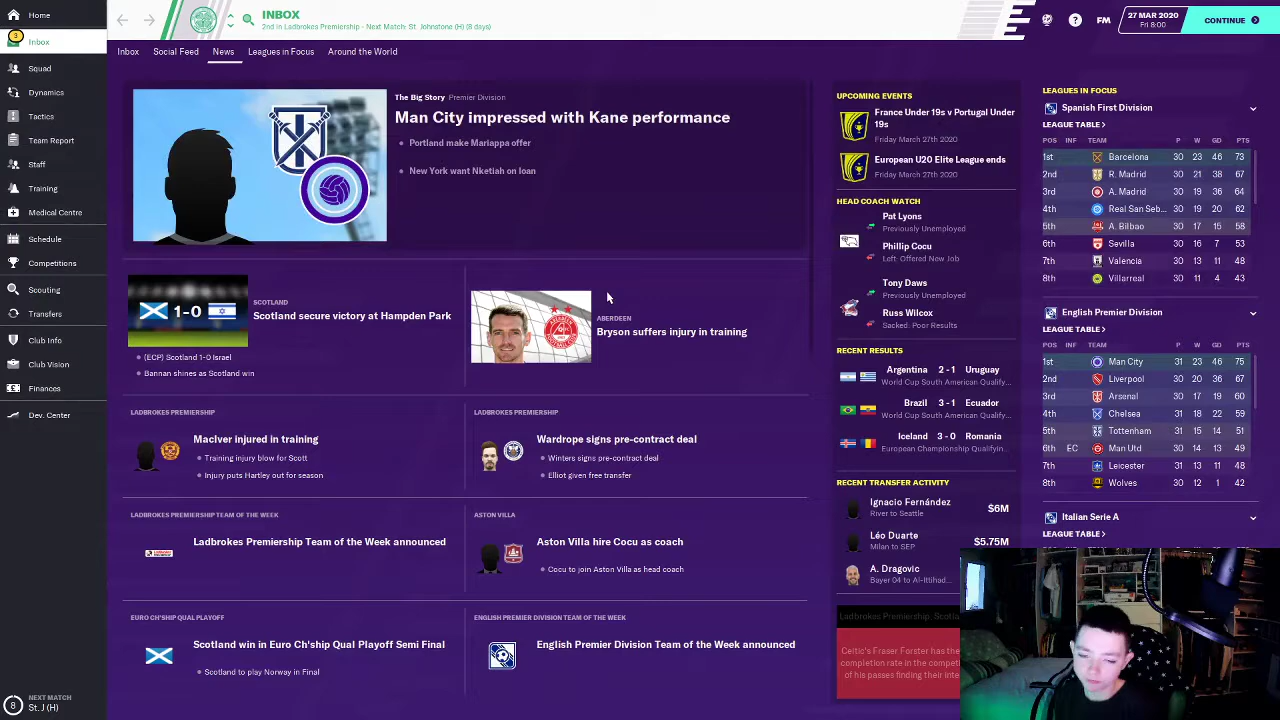 INBOX
2nd in Ladbrokes Premiership - Next Match: St. Johnstone (H) (8 days)
FM
27 MAR 2020
Fri 8:00
CONTINUE
3
Inbox
Squad
Dynamics
Tactics
Team Report
Staff
Training
Medical Centre
Schedule
Competitions
Scouting
Transfers
Club Info
Club Vision
Finances
Dev. Center
8
NEXT MATCH
St. J (H)
Inbox
Social Feed
News
Leagues in Focus
Around the World
The Big Story Premier Division
Man City impressed with Kane performance
Portland make Mariappa offer
New York want Nketiah on loan
1-0
SCOTLAND
Scotland secure victory at Hampden Park
(ECP) Scotland 1-0 Israel
Bannan shines as Scotland win
ABERDEEN
Bryson suffers injury in training
LADBROKES PREMIERSHIP
MacIver injured in training
Training injury blow for Scott
Injury puts Hartley out for season
LADBROKES PREMIERSHIP
Wardrope signs pre-contract deal
Winters signs pre-contract deal
Elliot given free transfer
LADBROKES PREMIERSHIP TEAM OF THE WEEK
Ladbrokes Premiership Team of the Week announced
ASTON VILLA
Aston Villa hire Cocu as coach
Cocu to join Aston Villa as head coach
EURO CH'SHIP QUAL PLAYOFF
Scotland win in Euro Ch'ship Qual Playoff Semi Final
Scotland to play Norway in Final
ENGLISH PREMIER DIVISION TEAM OF THE WEEK
English Premier Division Team of the Week announced
UPCOMING EVENTS
France Under 19s v Portugal Under
19s
Friday March 27th 2020
European U20 Elite League ends
Friday March 27th 2020
HEAD COACH WATCH
Pat Lyons
Previously Unemployed
Phillip Cocu
Left: Offered New Job
Tony Daws
Previously Unemployed
Russ Wilcox
Sacked: Poor Results
RECENT RESULTS
Argentina 2 - 1 Uruguay
World Cup South American Qualify...
Brazil 3 - 1 Ecuador
World Cup South American Qualify...
Iceland 3 - 0 Romania
European Championship Qualifyin...
RECENT TRANSFER ACTIVITY
Ignacio Fernández
River to Seattle
$6M
Léo Duarte
Milan to SEP
$5.75M
A. Dragovic
Bayer 04 to Al-Ittihad...
Ladbrokes Premiership, Scotla
Celtic's Fraser Forster has the
completion rate in the competi
of his passes finding their inte
LEAGUES IN FOCUS
Spanish First Division
LEAGUE TABLE
POS INF TEAM P W GD PTS
1st Barcelona 30 23 46 73
2nd R. Madrid 30 21 38 67
3rd A. Madrid 30 19 36 64
4th Real San Seb... 30 19 20 62
5th A. Bilbao 30 17 15 58
6th Sevilla 30 16 7 53
7th Valencia 30 13 11 48
8th Villarreal 30 11 4 43
English Premier Division
LEAGUE TABLE
POS INF TEAM P W GD PTS
1st Man City 31 23 46 75
2nd Liverpool 30 20 36 67
3rd Arsenal 30 17 19 60
4th Chelsea 31 18 22 59
5th Tottenham 31 15 14 51
6th EC Man Utd 30 14 13 49
7th Leicester 31 13 11 48
8th Wolves 30 12 1 42
Italian Serie A
LEAGUE TABLE